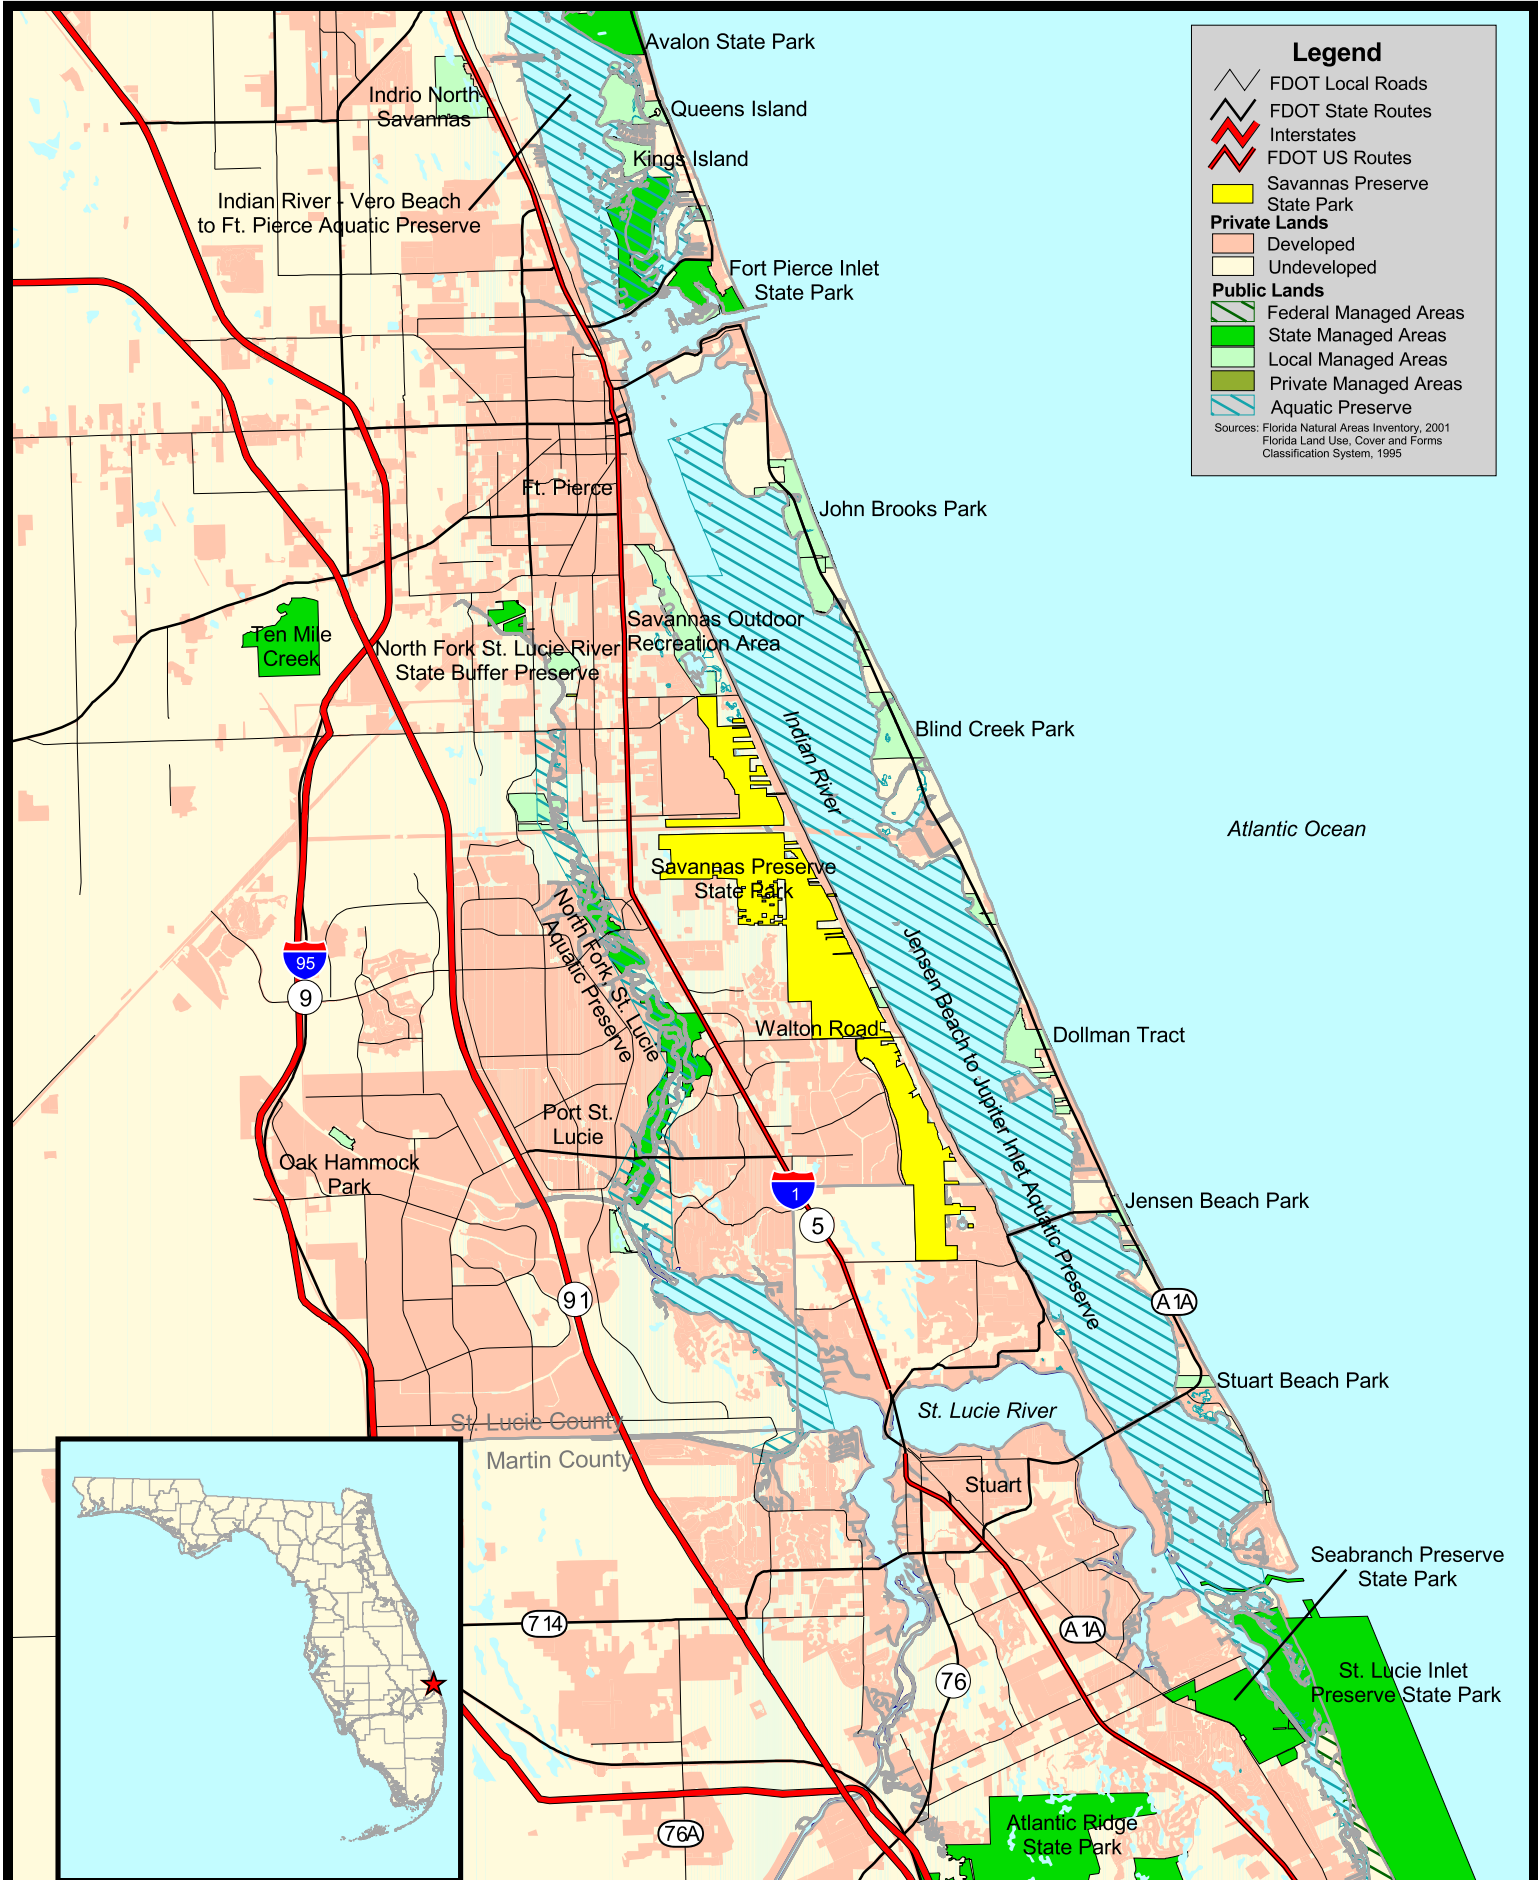 Avalon State Park
Indrio North
Savannas
Queens Island
Kings Island
Indian River - Vero Beach
to Ft. Pierce Aquatic Preserve
Fort Pierce Inlet
State Park
Legend
FDOT Local Roads
FDOT State Routes
Interstates
FDOT US Routes
Savannas Preserve
State Park
Private Lands
Developed
Undeveloped
Public Lands
Federal Managed Areas
State Managed Areas
Local Managed Areas
Private Managed Areas
Aquatic Preserve
Sources: Florida Natural Areas Inventory, 2001
Florida Land Use, Cover and Forms
Classification System, 1995
Ft. Pierce
John Brooks Park
Ten Mile
Creek
North Fork St. Lucie River
State Buffer Preserve
Savannas Outdoor
Recreation Area
Indian River
Blind Creek Park
Atlantic Ocean
Savannas Preserve
State Park
North Fork, St. Lucie
Aquatic Preserve
95
9
Jensen Beach to Jupiter Inlet Aquatic Preserve
Walton Road
Dollman Tract
Port St.
Lucie
Oak Hammock
Park
1
5
Jensen Beach Park
91
A1A
Stuart Beach Park
St. Lucie River
St. Lucie County
Martin County
Stuart
Seabranch Preserve
State Park
714
A1A
76
St. Lucie Inlet
Preserve State Park
76A
Atlantic Ridge
State Park